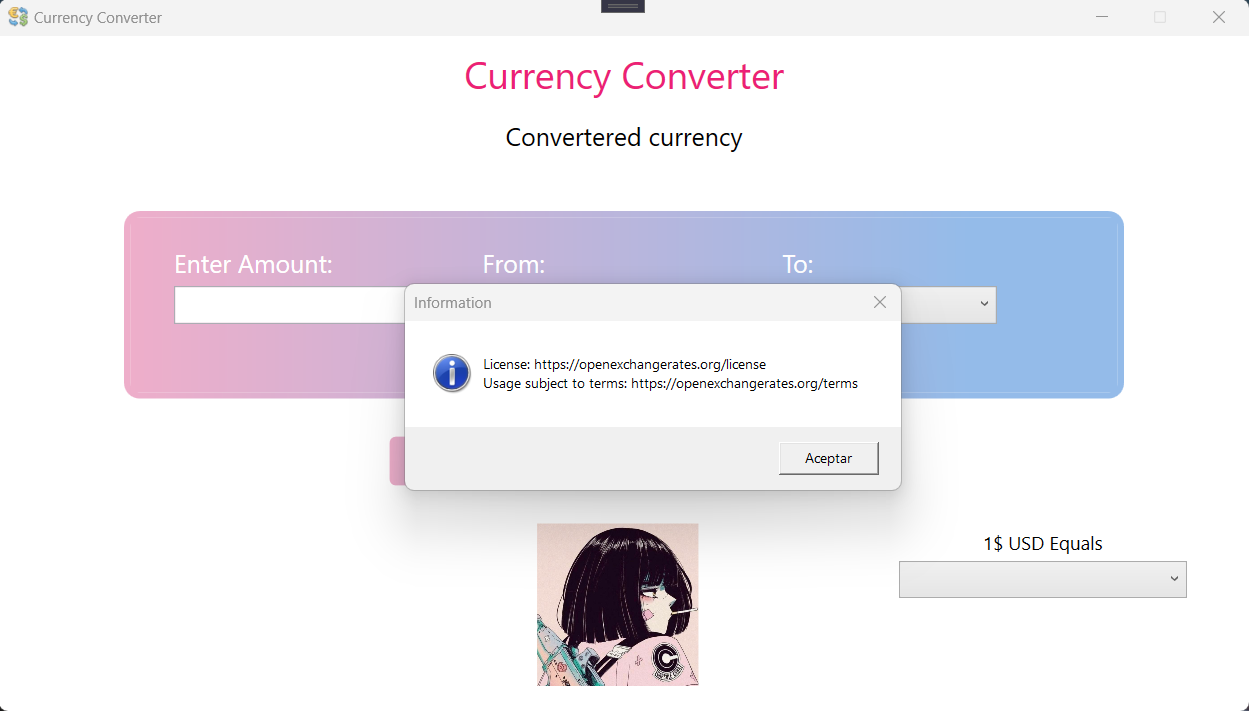 Currency Converter
Currency Converter
Convertered currency
Enter Amount:
From:
To:
Information
License: https://openexchangerates.org/license
Usage subject to terms: https://openexchangerates.org/terms
Aceptar
1$ USD Equals